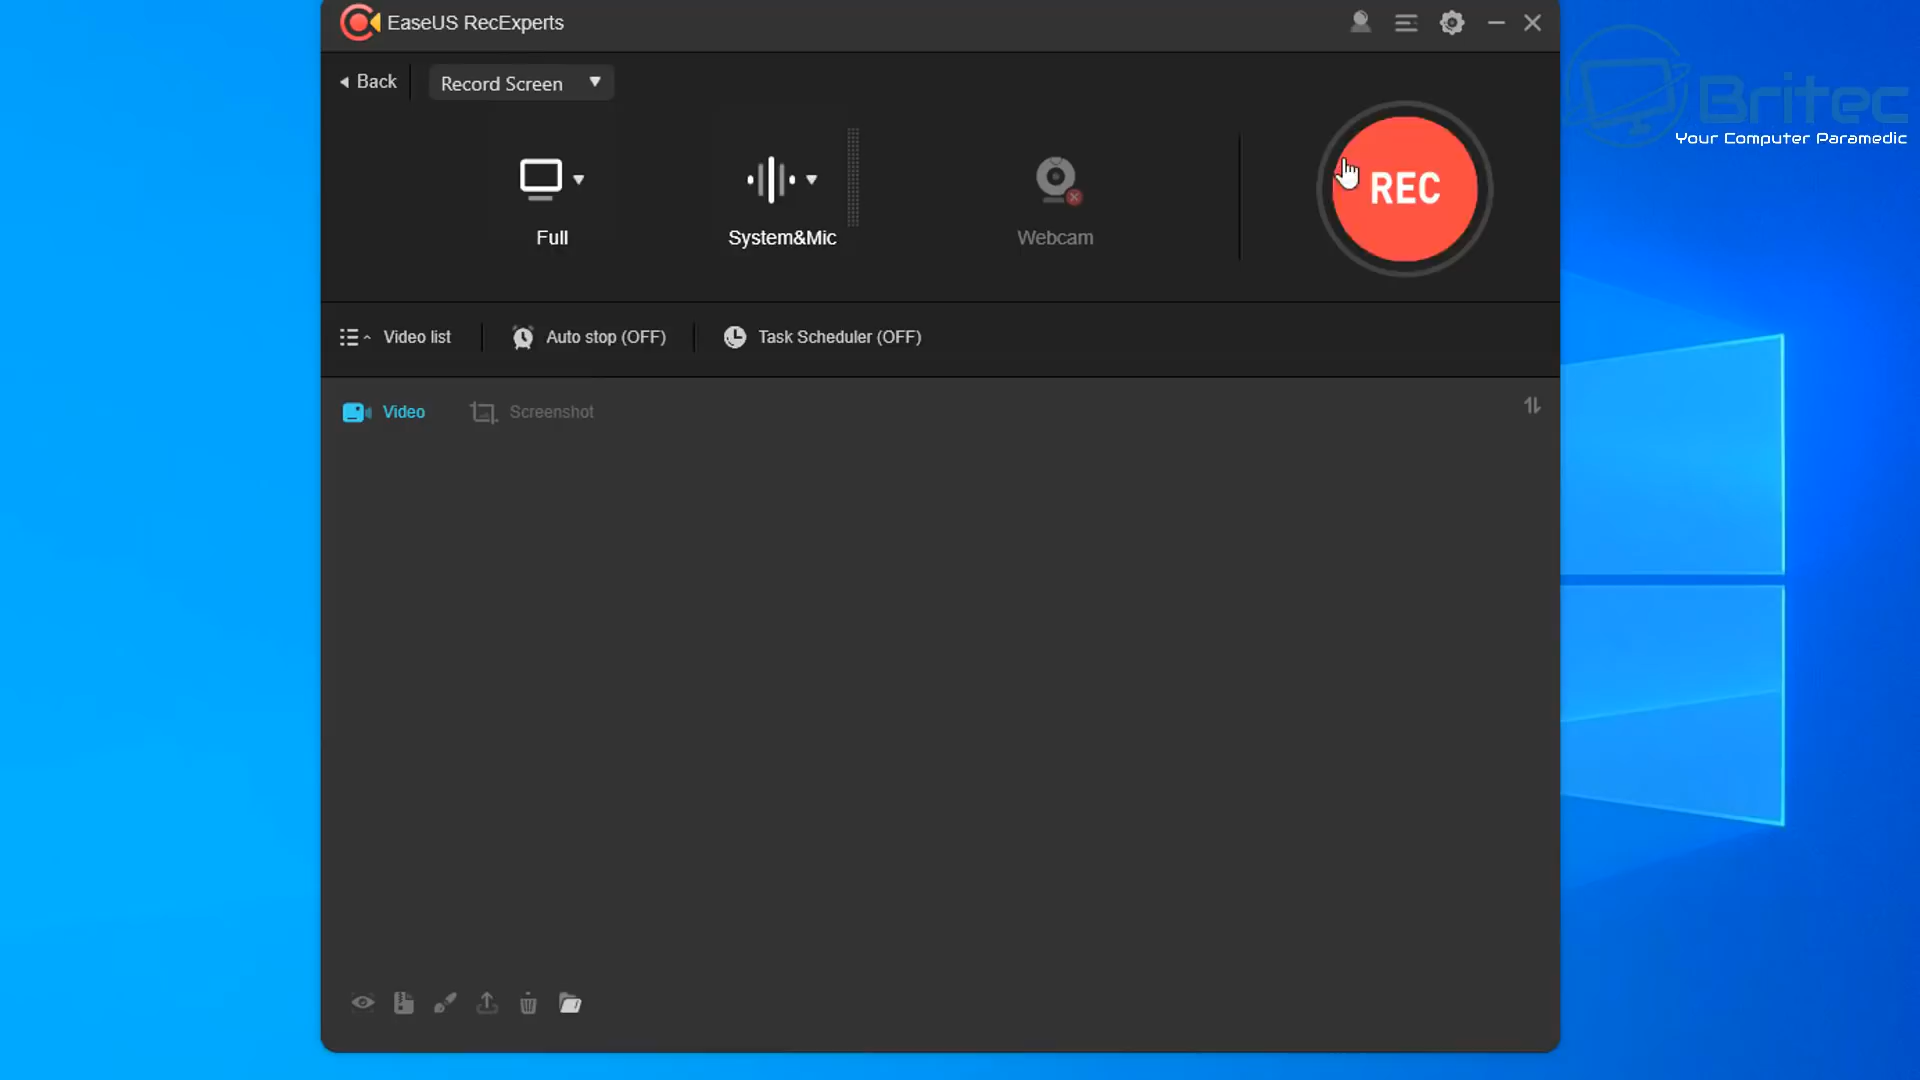 EaseUS RecExperts
Back
Record Screen
Britec
Your Computer Paramedic
REC
Full
System&Mic
Webcam
Video list
Auto stop (OFF)
Task Scheduler (OFF)
Video
Screenshot